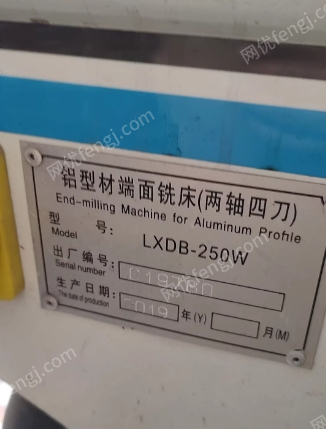 网优fengj.com
铝型材端面铣床(两轴四刀)
End-milling Machine for Aluminum Profile
型 号:
Model
LXDB-250W
出厂编号:
Serial number
生产日期:
The date of production
2019 年(Y) 月(M)
网优fengj.com